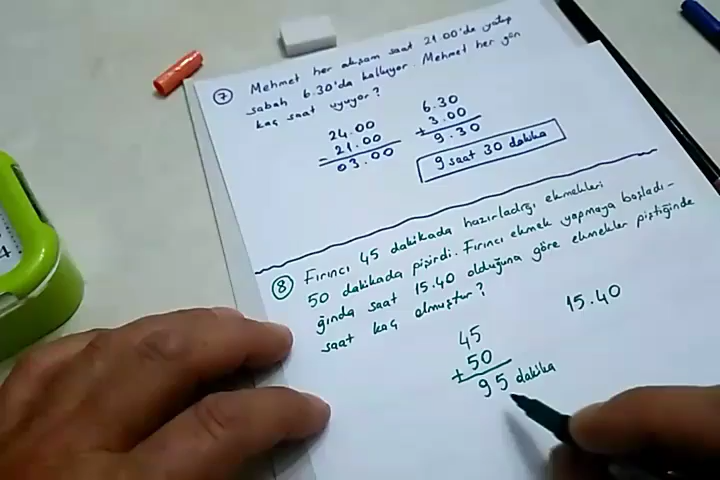 7 Mehmet her akşam saat 21.00'de yatıp
sabah 6.30'da kalkıyor. Mehmet her gün
kaç saat uyuyor?
24.00
21.00
= 03.00
6.30
+ 3.00
9.30
9 saat 30 dakika
8 Fırıncı 45 dakikada hazırladığı ekmekleri
50 dakikada pişirdi. Fırıncı ekmek yapmaya başladı-
ğında saat 15.40 olduğuna göre ekmekler piştiğinde
saat kaç olmuştur?
45
+ 50
95 dakika
15.40
4